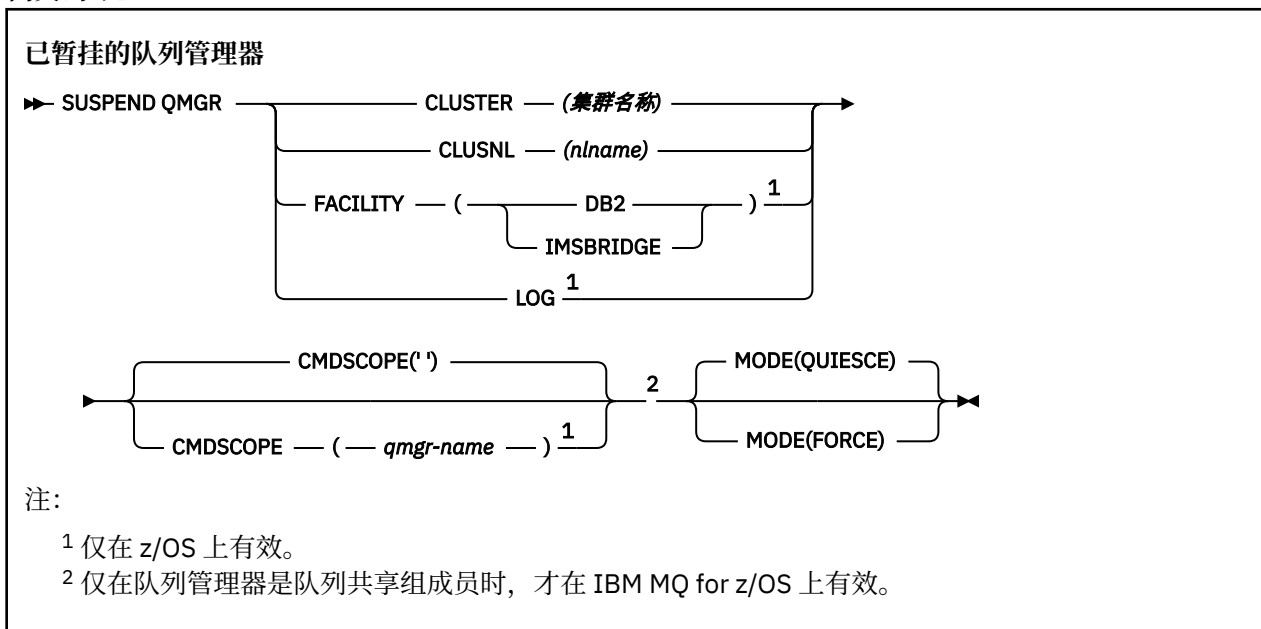 已暂挂的队列管理器
SUSPEND QMGR CLUSTER (集群名称)
CLUSNL (nlname)
FACILITY ( DB2 ) 1
IMSBRIDGE
LOG 1
CMDSCOPE(' ') MODE(QUIESCE)
2
CMDSCOPE ( qmgr-name ) 1 MODE(FORCE)
注：
1 仅在 z/OS 上有效。
2 仅在队列管理器是队列共享组成员时，才在 IBM MQ for z/OS 上有效。